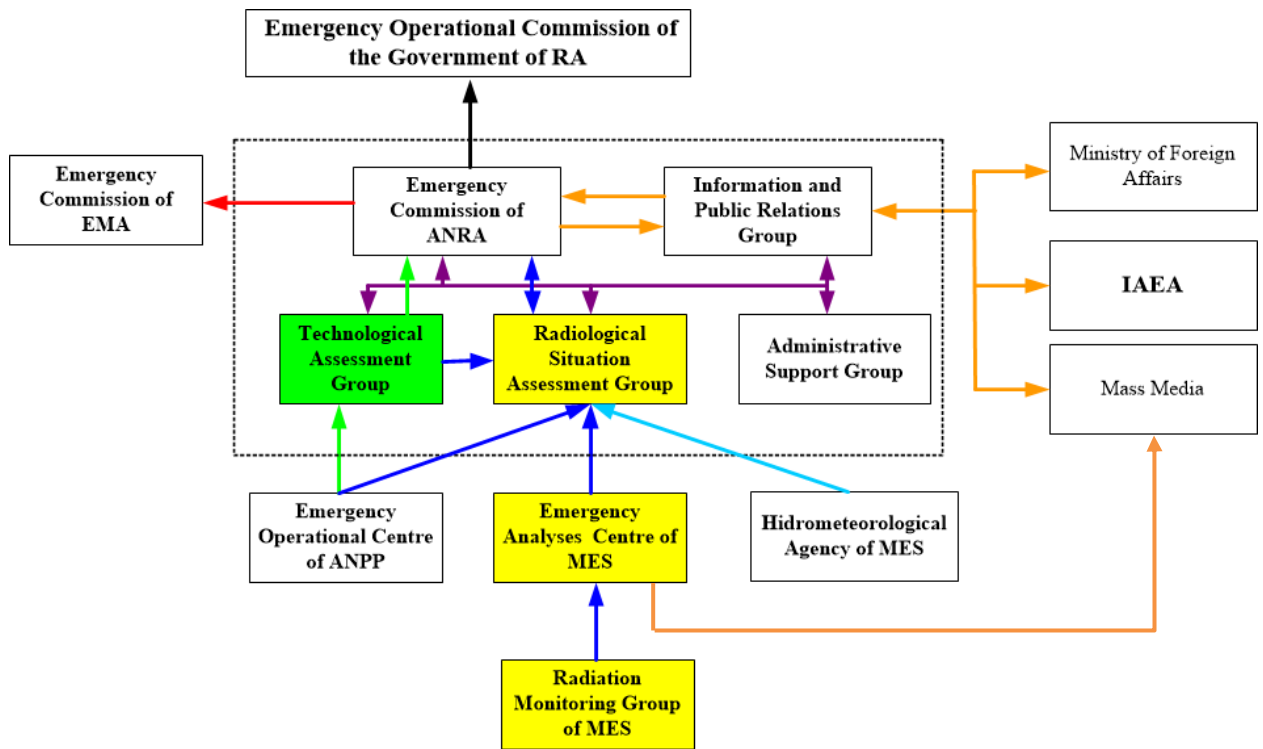 Emergency Operational Commission of
the Government of RA
Emergency
Commission of
EMA
Emergency
Commission of
ANRA
Information and
Public Relations
Group
Ministry of Foreign
Affairs
IAEA
Mass Media
Technological
Assessment
Group
Radiological
Situation
Assessment Group
Administrative
Support Group
Emergency
Operational Centre
of ANPP
Emergency
Analyses Centre of
MES
Hidrometeorological
Agency of MES
Radiation
Monitoring Group
of MES